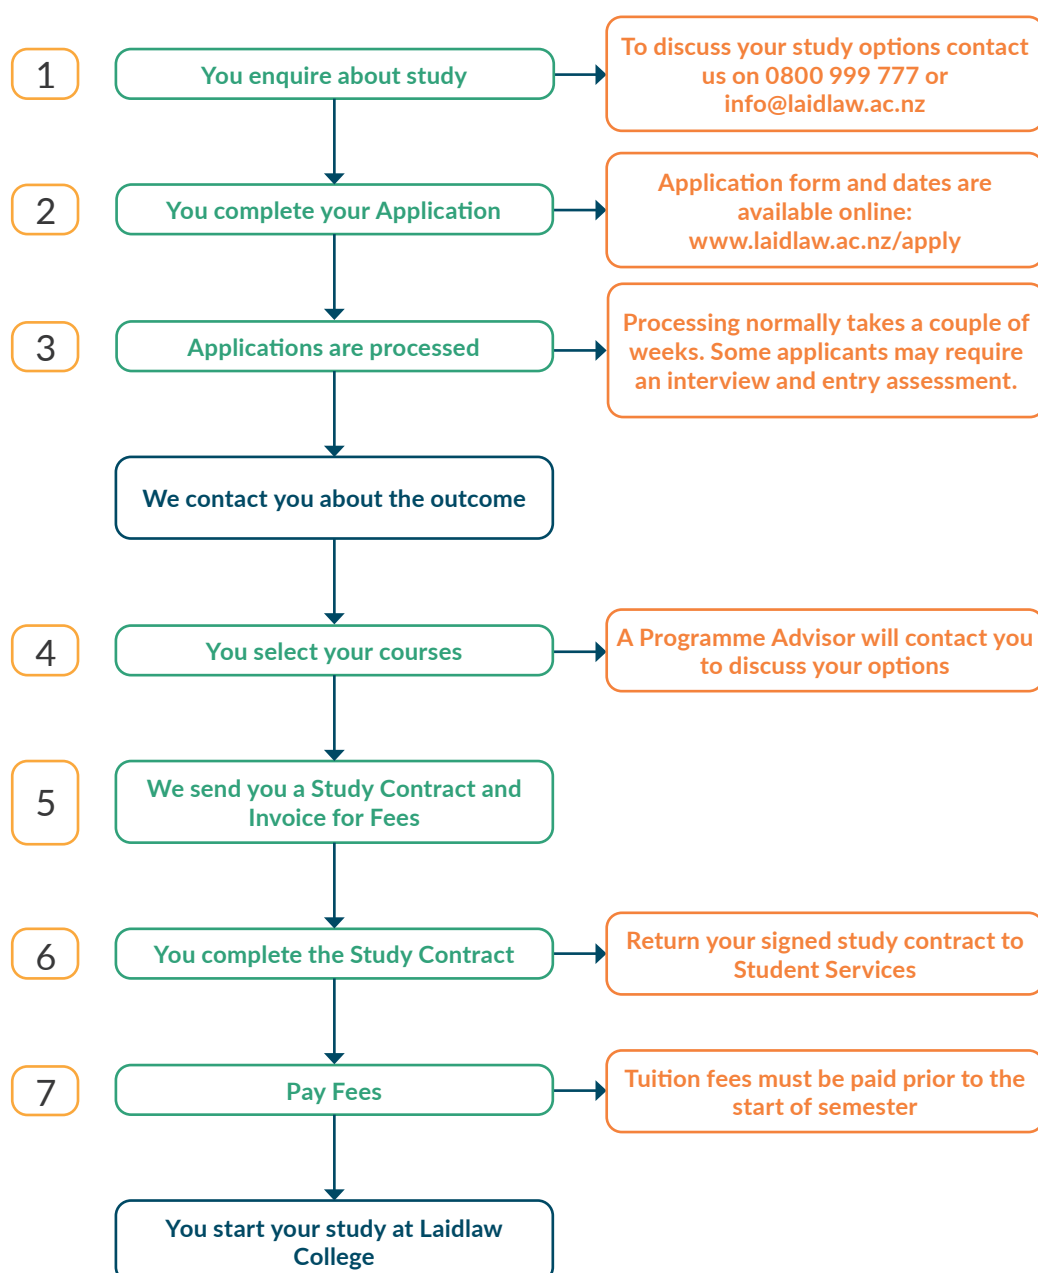 1
You enquire about study
To discuss your study options contact
us on 0800 999 777 or
info@laidlaw.ac.nz
2
You complete your Application
Application form and dates are
available online:
www.laidlaw.ac.nz/apply
3
Applications are processed
Processing normally takes a couple of
weeks. Some applicants may require
an interview and entry assessment.
We contact you about the outcome
4
You select your courses
A Programme Advisor will contact you
to discuss your options
5
We send you a Study Contract and
Invoice for Fees
6
You complete the Study Contract
Return your signed study contract to
Student Services
7
Pay Fees
Tuition fees must be paid prior to the
start of semester
You start your study at Laidlaw
College